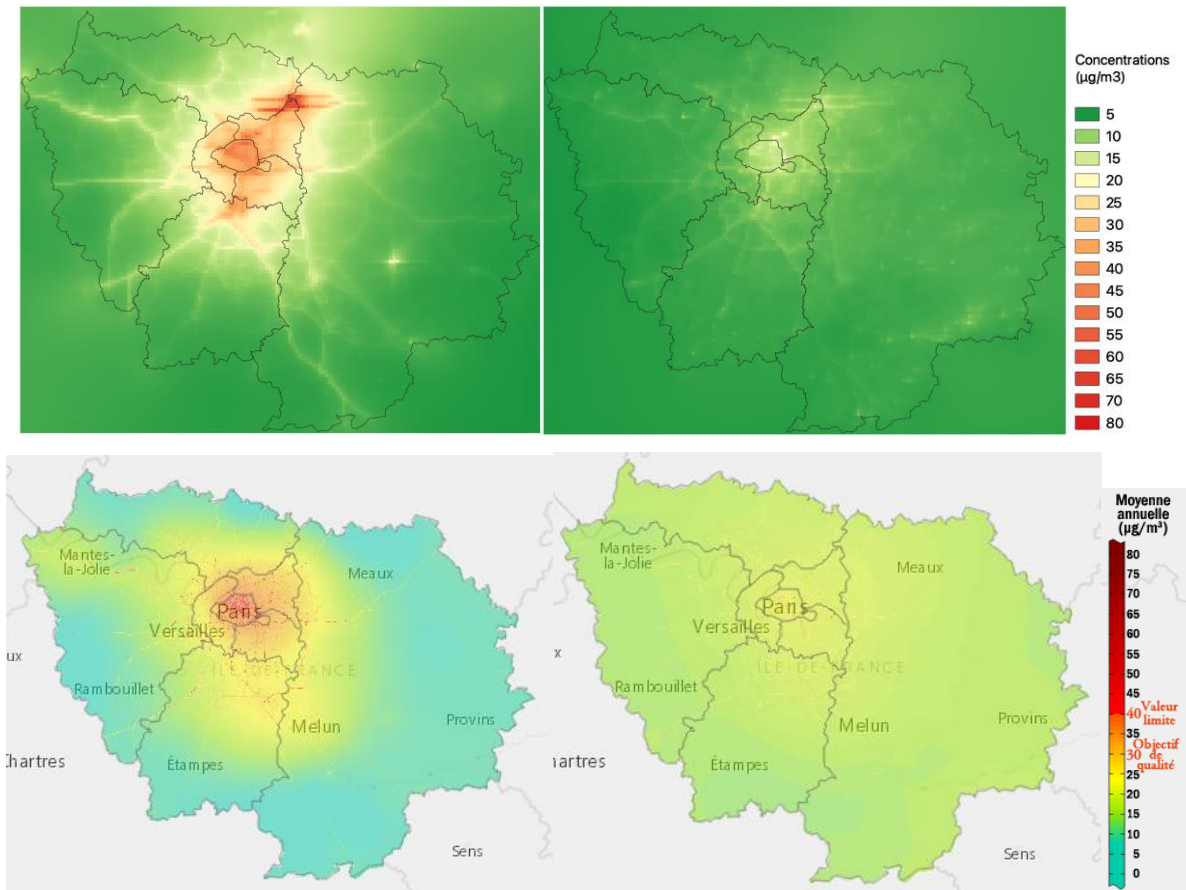 Concentrations
(µg/m3)
5
10
15
20
25
30
35
40
45
50
55
60
65
70
80
Mantes-
la-Jolie
Meaux
Paris
Versailles
ÎLE-DE-FRANCE
ux
Rambouillet
Melun
Provins
Chartres
Étampes
Sens
Mantes-
la-Jolie
Meaux
Paris
Versailles
ÎLE-DE-FRANCE
x
Rambouillet
Melun
Provins
hartres
Étampes
Sens
Moyenne
annuelle
(µg/m³)
80
75
70
65
60
55
50
45
40 Valeur
limite
35
30 Objectif
de
25 qualité
20
15
10
5
0